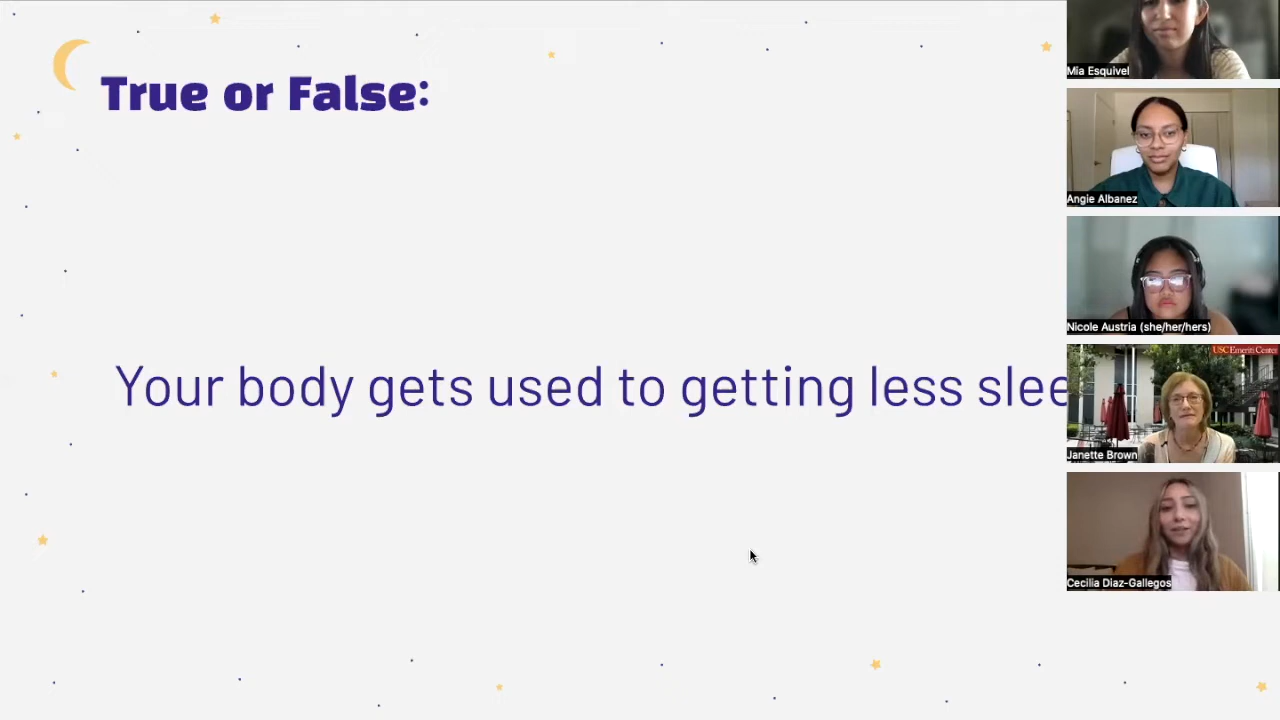 True or False:
Your body gets used to getting less slee
Mia Esquivel
Angie Albanez
Nicole Austria (she/her/hers)
USC Emeriti Center
Janette Brown
Cecilia Diaz-Gallegos